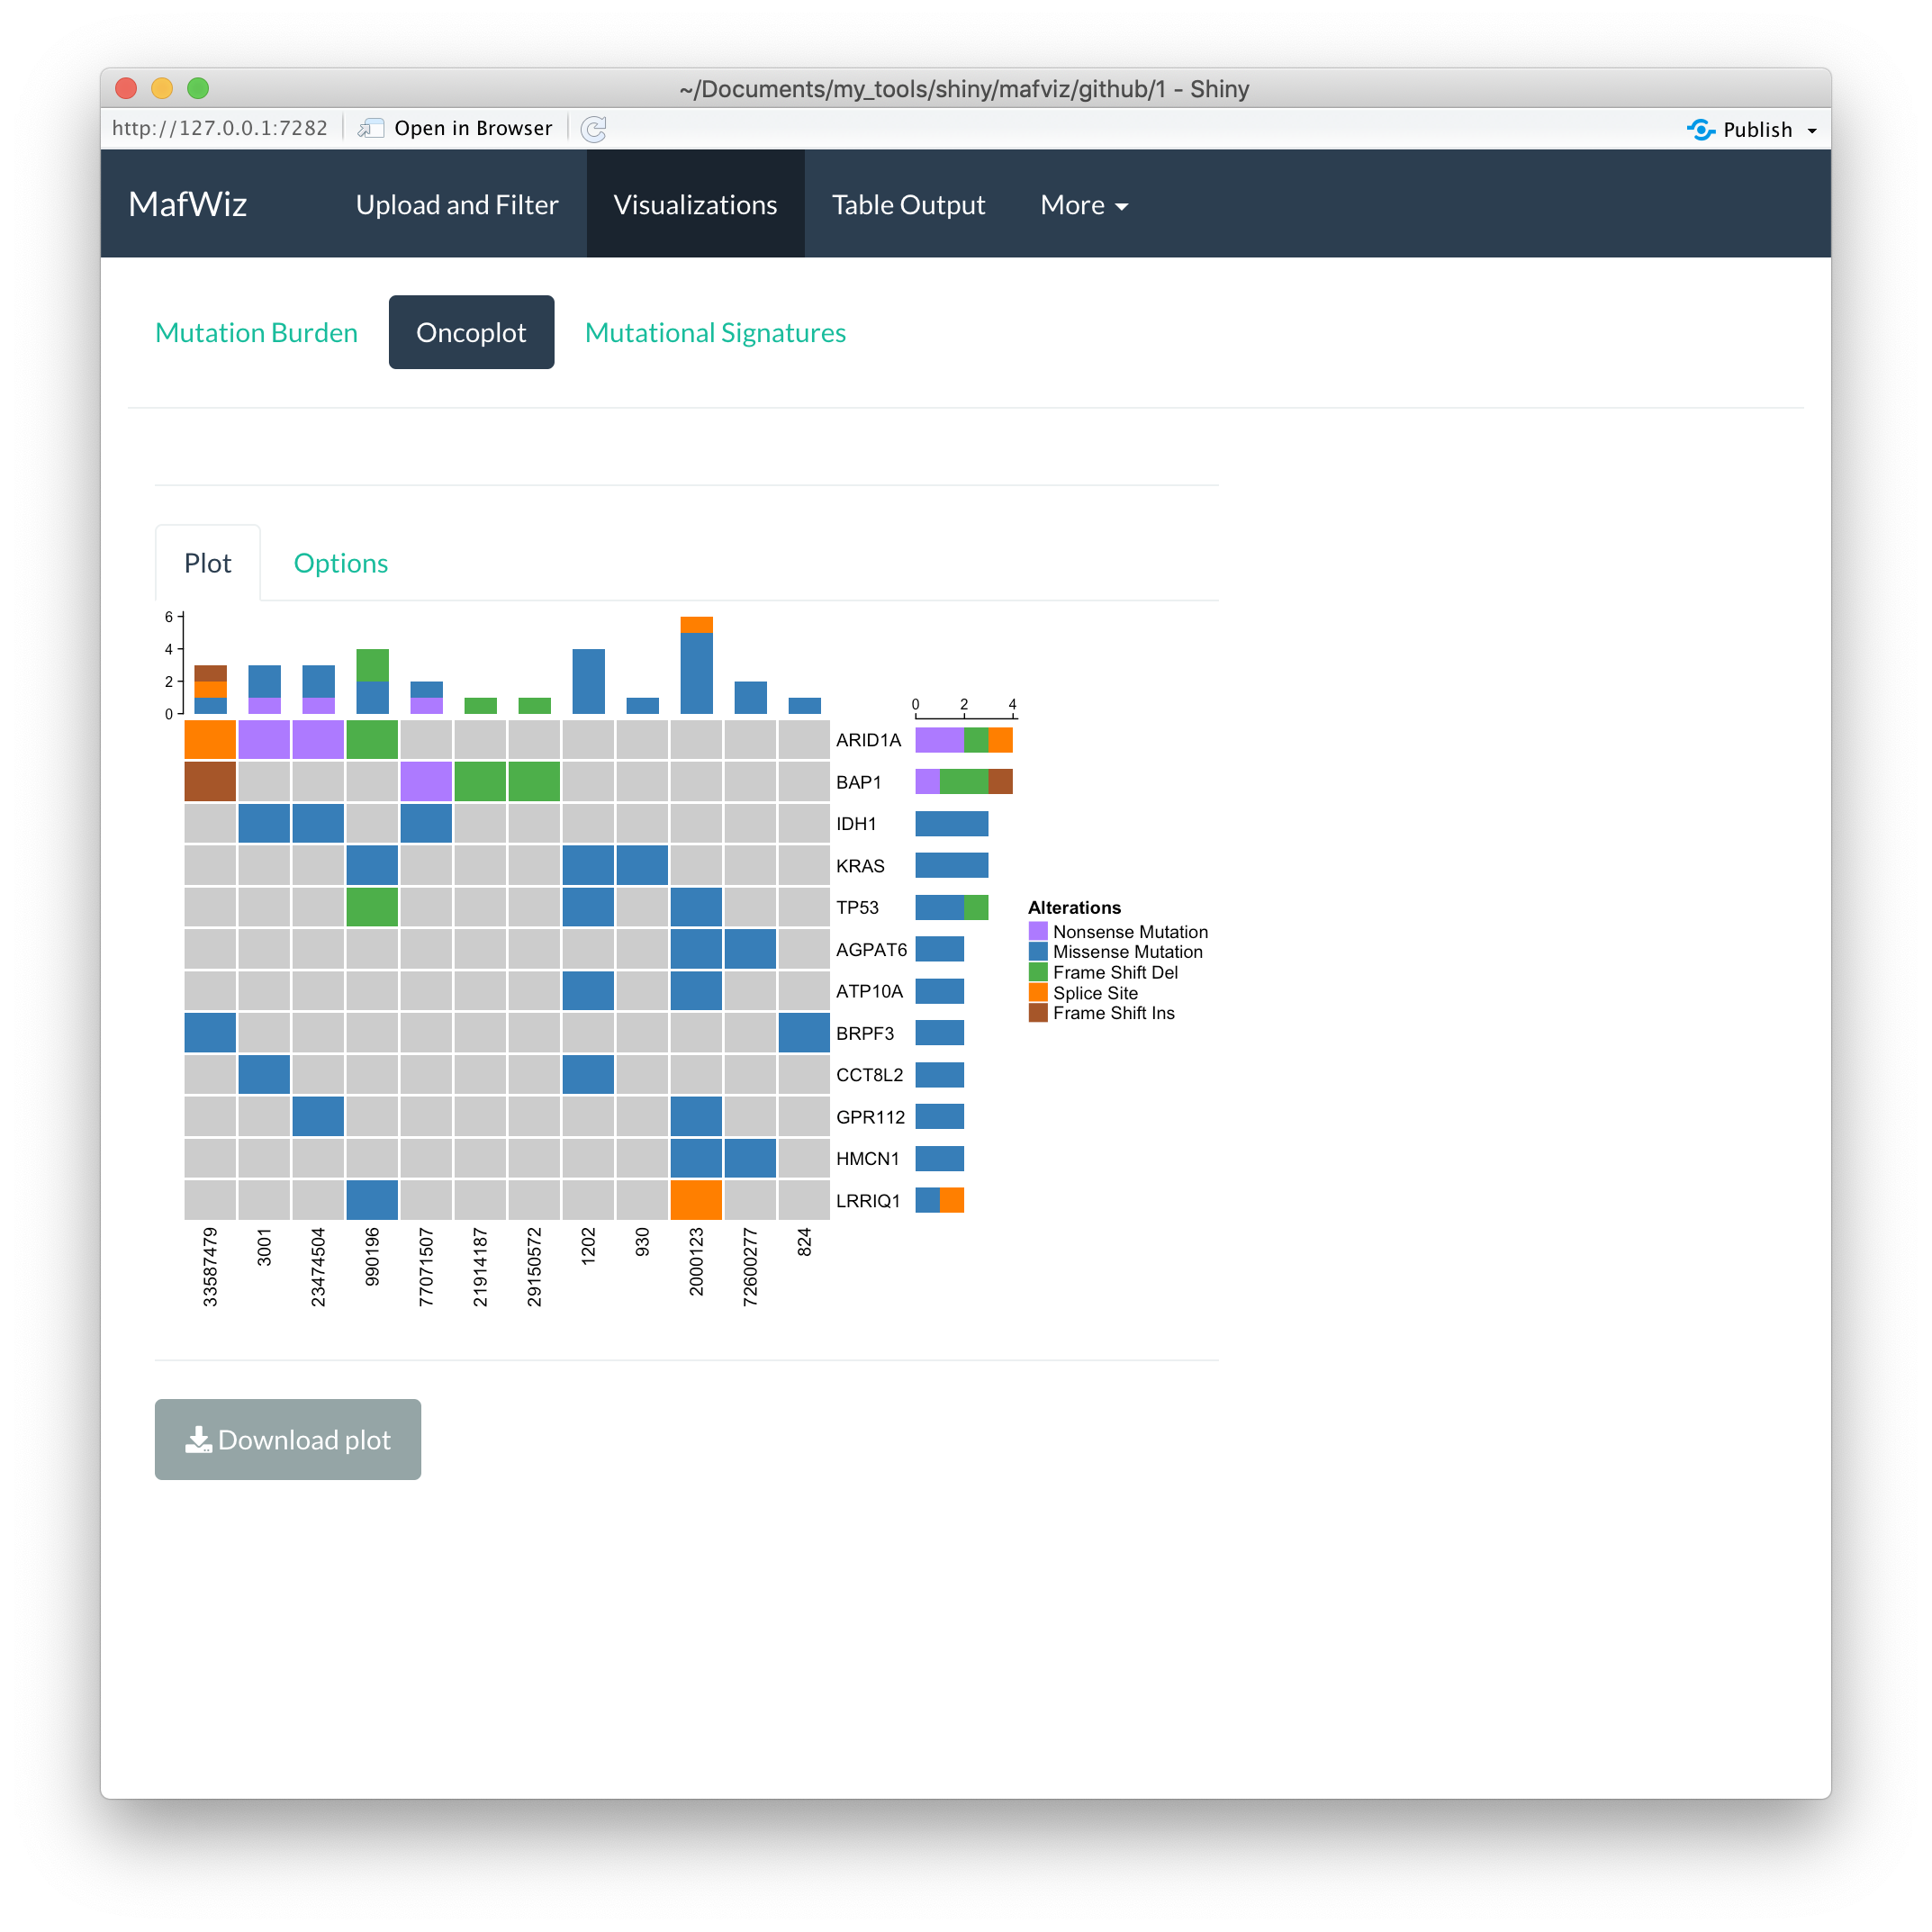 ~/Documents/my_tools/shiny/mafviz/github/1 - Shiny
http://127.0.0.1:7282 Open in Browser Publish
MafWiz Upload and Filter Visualizations Table Output More
Mutation Burden Oncoplot Mutational Signatures
Plot Options
6
4
2
0
0 2 4
ARID1A
BAP1
IDH1
KRAS
TP53
AGPAT6
ATP10A
BRPF3
CCT8L2
GPR112
HMCN1
LRRIQ1
Alterations
Nonsense Mutation
Missense Mutation
Frame Shift Del
Splice Site
Frame Shift Ins
33587479
3001
23474504
990196
77071507
21914187
29150572
1202
930
2000123
72600277
824
Download plot